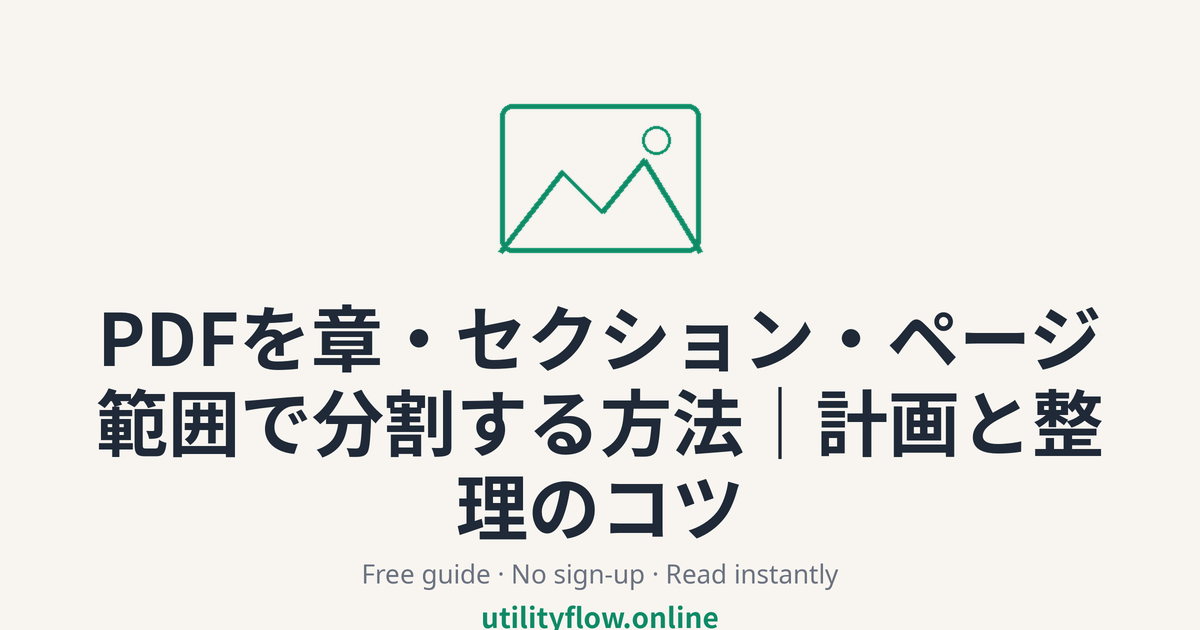 PDFを章・セクション・ページ
範囲で分割する方法｜計画と整
理のコツ
Free guide · No sign-up · Read instantly
utilityflow.online